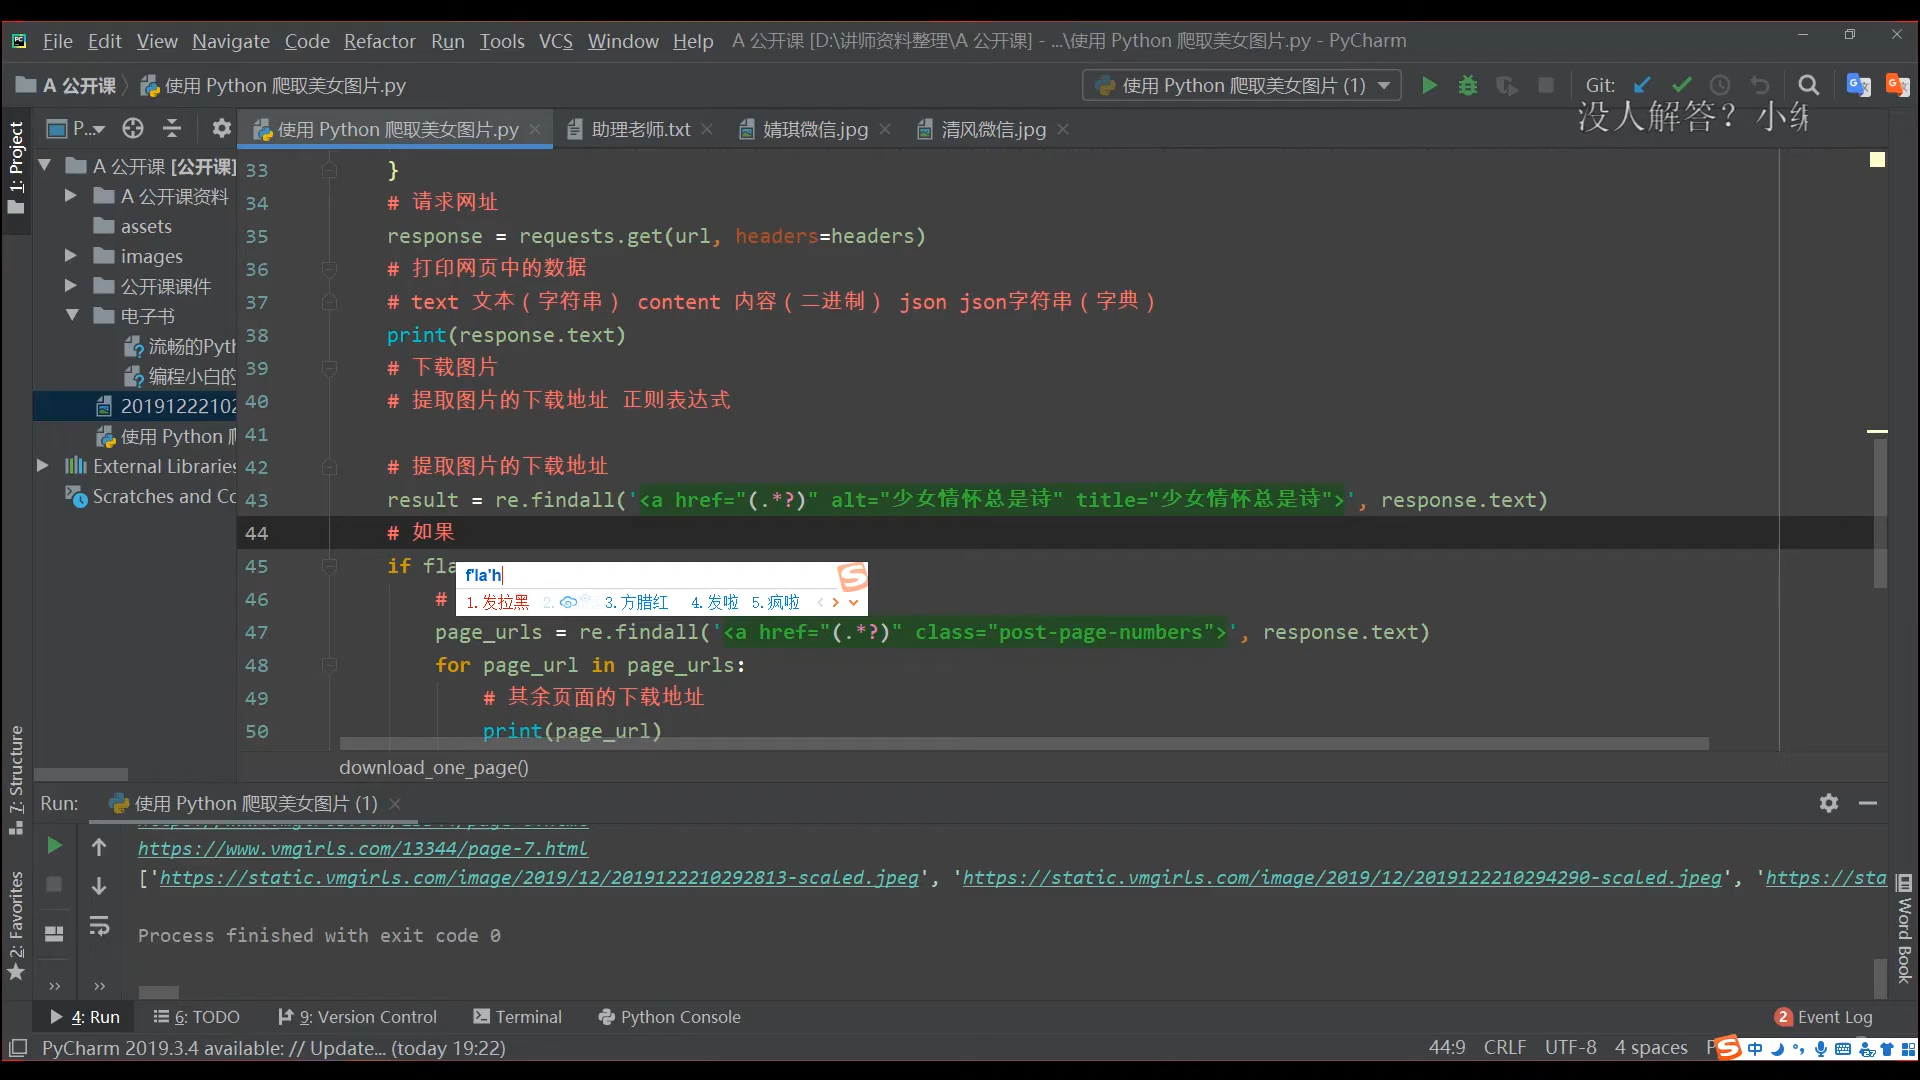 File Edit View Navigate Code Refactor Run Tools VCS Window Help A 公开课 [D:\讲师资料整理\A 公开课] - ...\使用 Python 爬取美女图片.py - PyCharm
A 公开课 使用 Python 爬取美女图片.py 使用 Python 爬取美女图片 (1) Git:
没人解答？小编
P... 使用 Python 爬取美女图片.py 助理老师.txt 婧琪微信.jpg 清风微信.jpg
1: Project
A 公开课 [公开课]
A 公开课资料
assets
images
公开课课件
电子书
流畅的Pyth
编程小白的
20191222102
使用 Python 爬
External Libraries
Scratches and Co
33 }
34 # 请求网址
35 response = requests.get(url, headers=headers)
36 # 打印网页中的数据
37 # text 文本（字符串） content 内容（二进制） json json字符串（字典）
38 print(response.text)
39 # 下载图片
40 # 提取图片的下载地址 正则表达式
41
42 # 提取图片的下载地址
43 result = re.findall('<a href="(.*?)" alt="少女情怀总是诗" title="少女情怀总是诗">', response.text)
44 # 如果
45 if fla
f'la'h
46 #
1.发拉黑 2. 3.方腊红 4.发啦 5.疯啦
47 page_urls = re.findall('<a href="(.*?)" class="post-page-numbers">', response.text)
48 for page_url in page_urls:
49 # 其余页面的下载地址
50 print(page_url)
download_one_page()
7: Structure
2: Favorites
Run: 使用 Python 爬取美女图片 (1)
https://www.vmgirls.com/13344/page-7.html
['https://static.vmgirls.com/image/2019/12/2019122210292813-scaled.jpeg', 'https://static.vmgirls.com/image/2019/12/2019122210294290-scaled.jpeg', 'https://sta
Process finished with exit code 0
Word Book
4: Run 6: TODO 9: Version Control Terminal Python Console 2 Event Log
PyCharm 2019.3.4 available: // Update... (today 19:22) 44:9 CRLF UTF-8 4 spaces P 中